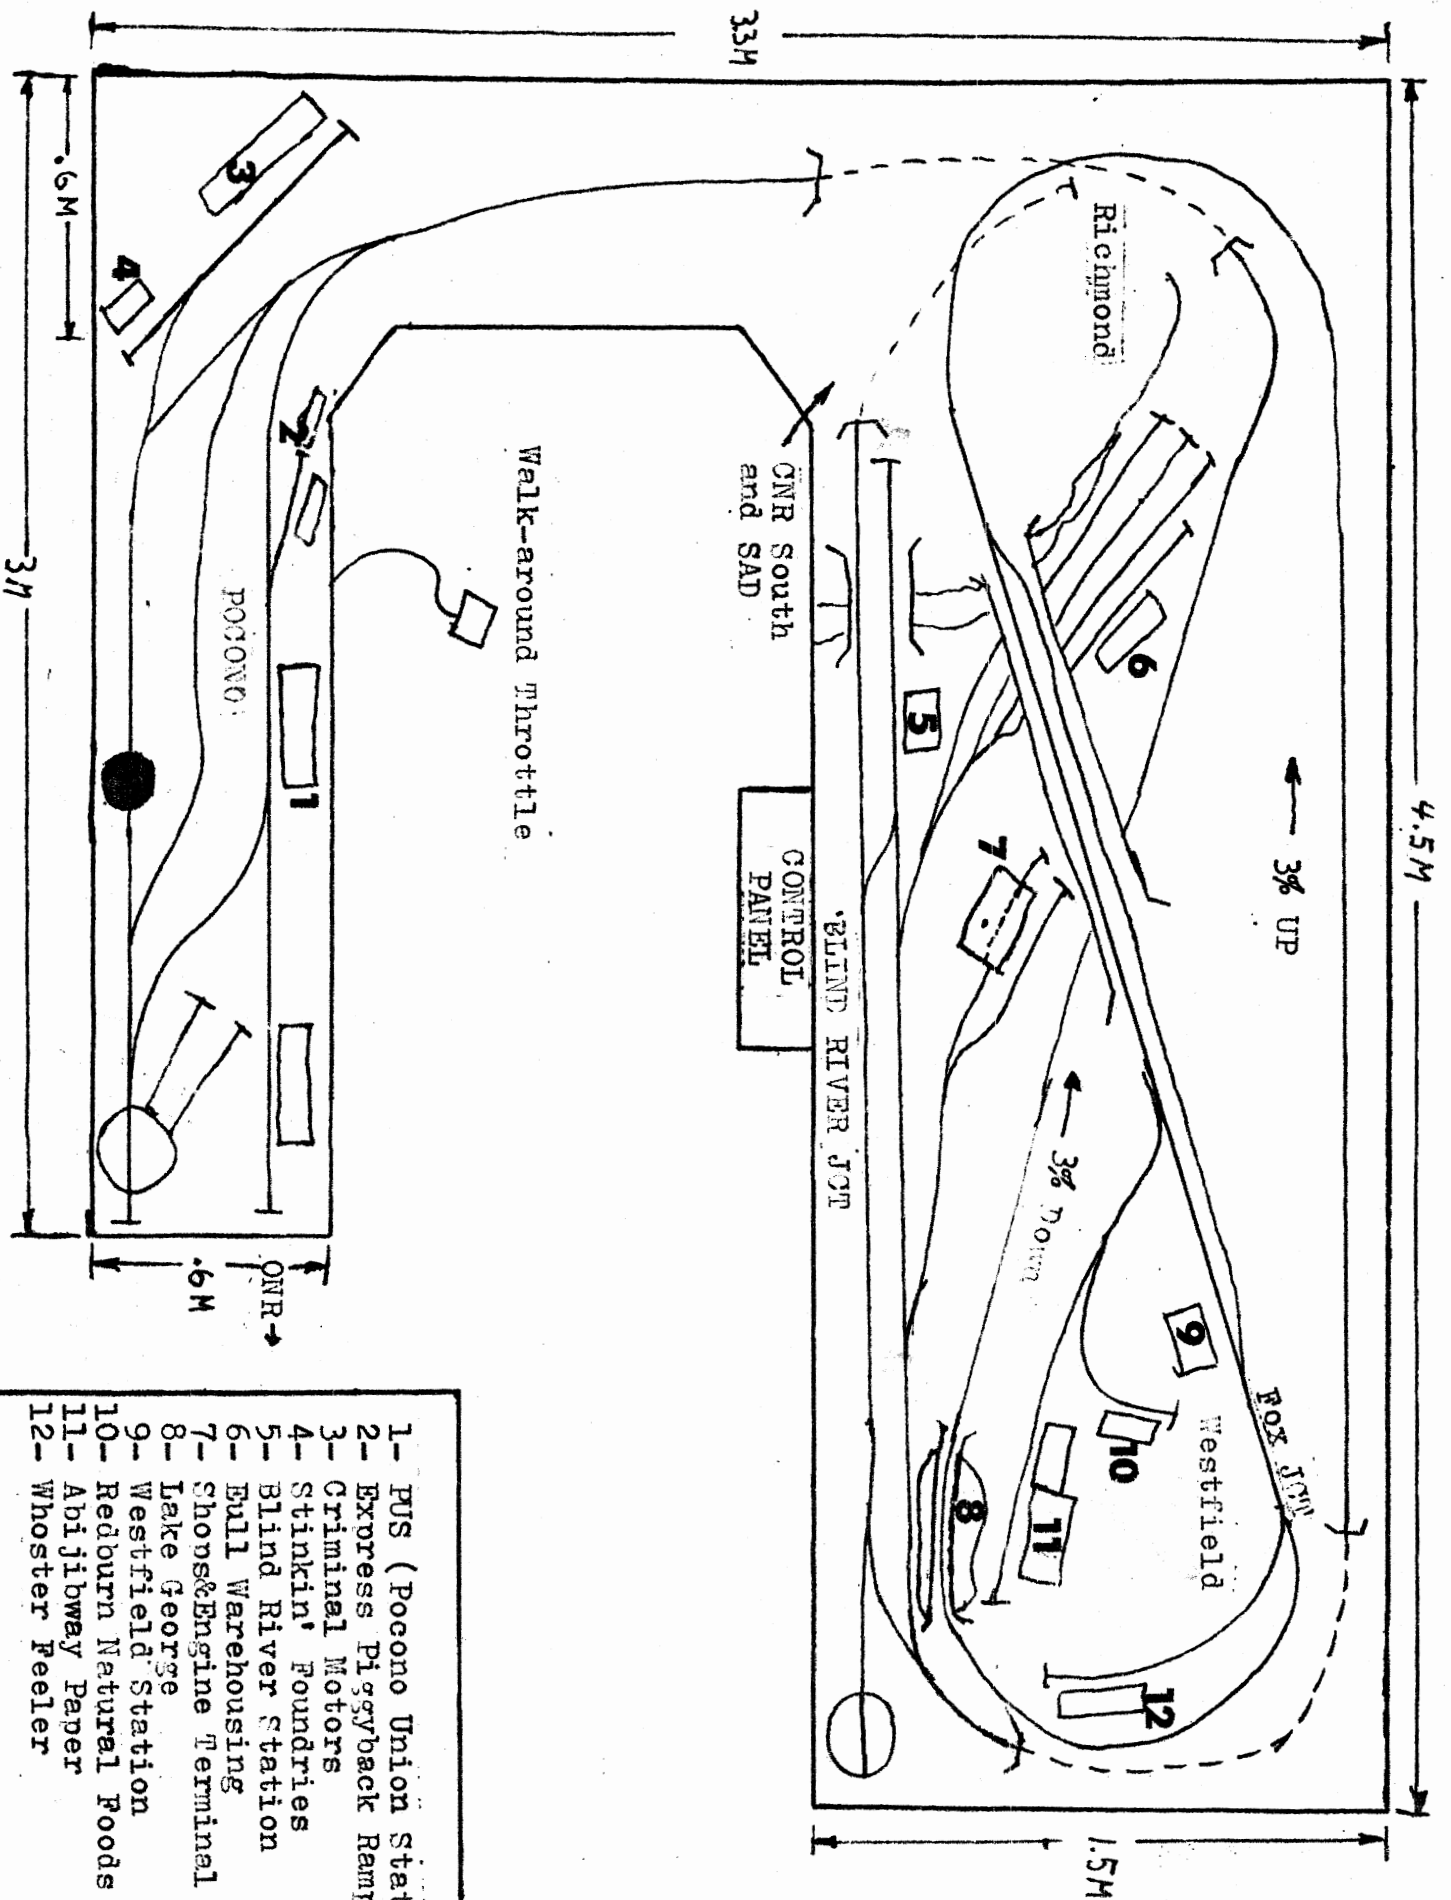 4.5M
3.3M
← 3% UP
Richmond
6
Fox JCT
Westfield
9
10
12
11
← 3% Down
8
7
5
1.5M
CNR South
and SAD
BLIND RIVER JCT
CONTROL
PANEL
Walk-around Throttle
2
1
POCONO
3
4
.6M
3M
ONR→
.6M
1- PUS (Pocono Union Stat
2- Express Piggyback Ramp
3- Criminal Motors
4- Stinkin' Foundries
5- Blind River Station
6- Bull Warehousing
7- Shops&Engine Terminal
8- Lake George
9- Westfield Station
10- Redburn Natural Foods
11- Abijibway Paper
12- Whoster Feeler